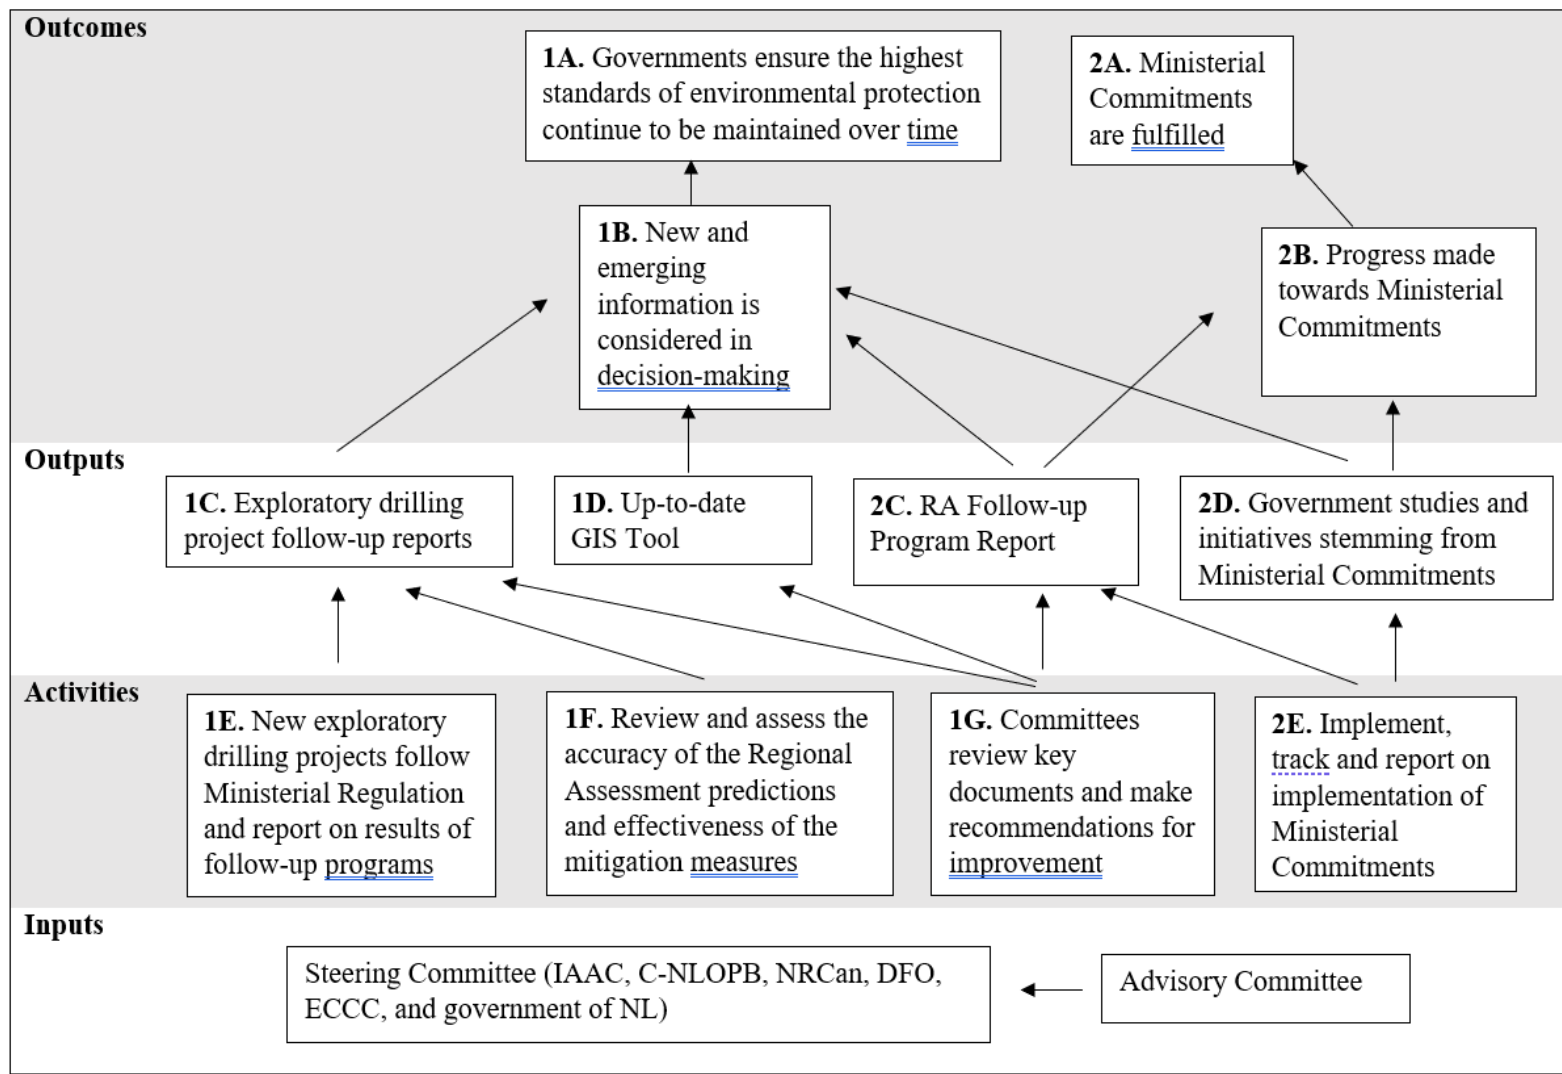 Outcomes
1A. Governments ensure the highest
standards of environmental protection
continue to be maintained over time
2A. Ministerial
Commitments
are fulfilled
1B. New and
emerging
information is
considered in
decision-making
2B. Progress made
towards Ministerial
Commitments
Outputs
1C. Exploratory drilling
project follow-up reports
1D. Up-to-date
GIS Tool
2C. RA Follow-up
Program Report
2D. Government studies and
initiatives stemming from
Ministerial Commitments
Activities
1E. New exploratory
drilling projects follow
Ministerial Regulation
and report on results of
follow-up programs
1F. Review and assess the
accuracy of the Regional
Assessment predictions
and effectiveness of the
mitigation measures
1G. Committees
review key
documents and make
recommendations for
improvement
2E. Implement,
track and report on
implementation of
Ministerial
Commitments
Inputs
Steering Committee (IAAC, C-NLOPB, NRCan, DFO,
ECCC, and government of NL)
Advisory Committee